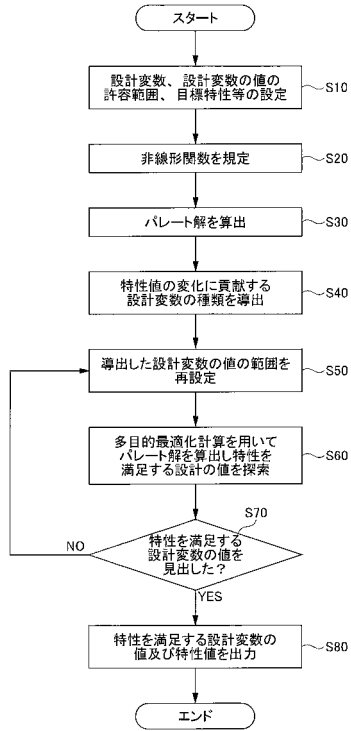 スタート
設計変数、設計変数の値の
許容範囲、目標特性等の設定
S10
非線形関数を規定
S20
パレート解を算出
S30
特性値の変化に貢献する
設計変数の種類を導出
S40
導出した設計変数の値の範囲を
再設定
S50
多目的最適化計算を用いて
パレート解を算出し特性を
満足する設計の値を探索
S60
S70
特性を満足する
設計変数の値を
見出した？
NO
YES
特性を満足する設計変数の
値及び特性値を出力
S80
エンド